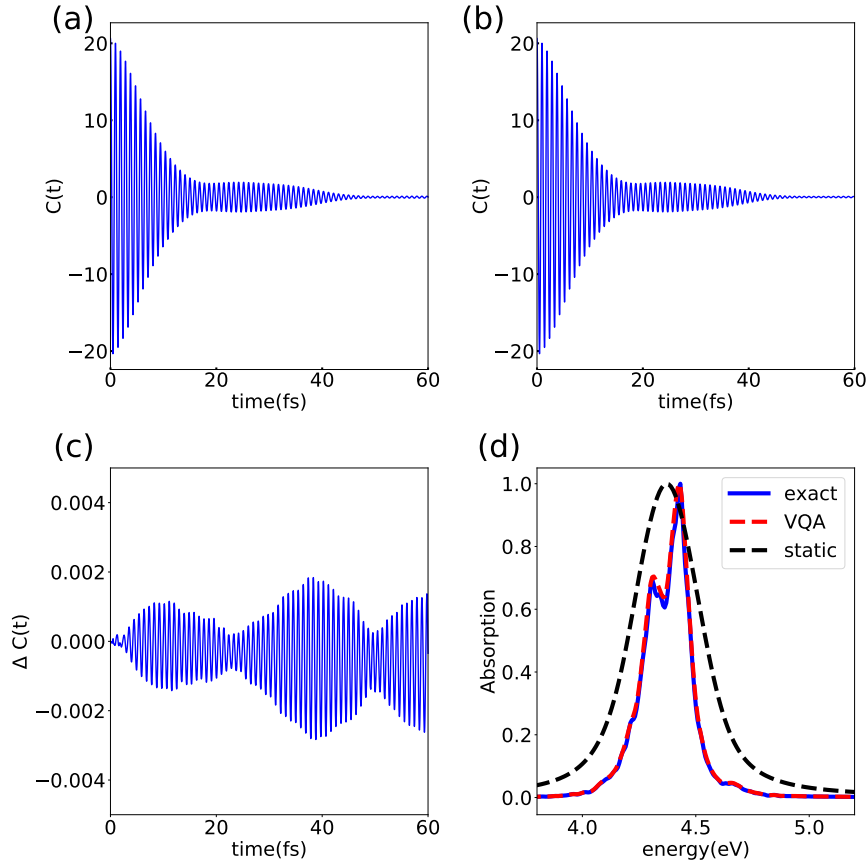 (a)
20
10
0
−10
−20
C(t)
0
20
40
60
time(fs)
(b)
20
10
0
−10
−20
C(t)
0
20
40
60
time(fs)
(c)
0.004
0.002
0.000
−0.002
−0.004
Δ C(t)
0
20
40
60
time(fs)
(d)
1.0
0.8
0.6
0.4
0.2
0.0
Absorption
exact
VQA
static
4.0
4.5
5.0
energy(eV)